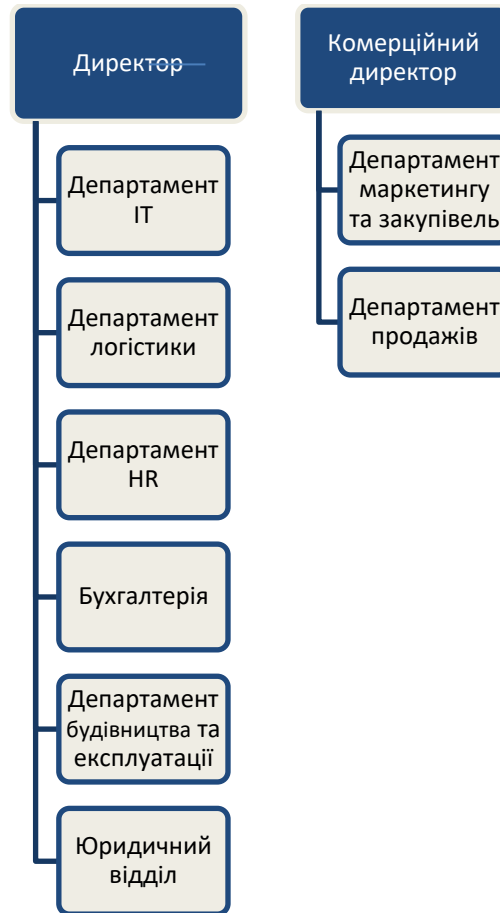 Директор
Департамент
ІТ
Департамент
логістики
Департамент
HR
Бухгалтерія
Департамент
будівництва та
експлуатації
Юридичний
відділ
Комерційний
директор
Департамент
маркетингу
та закупівель
Департамент
продажів